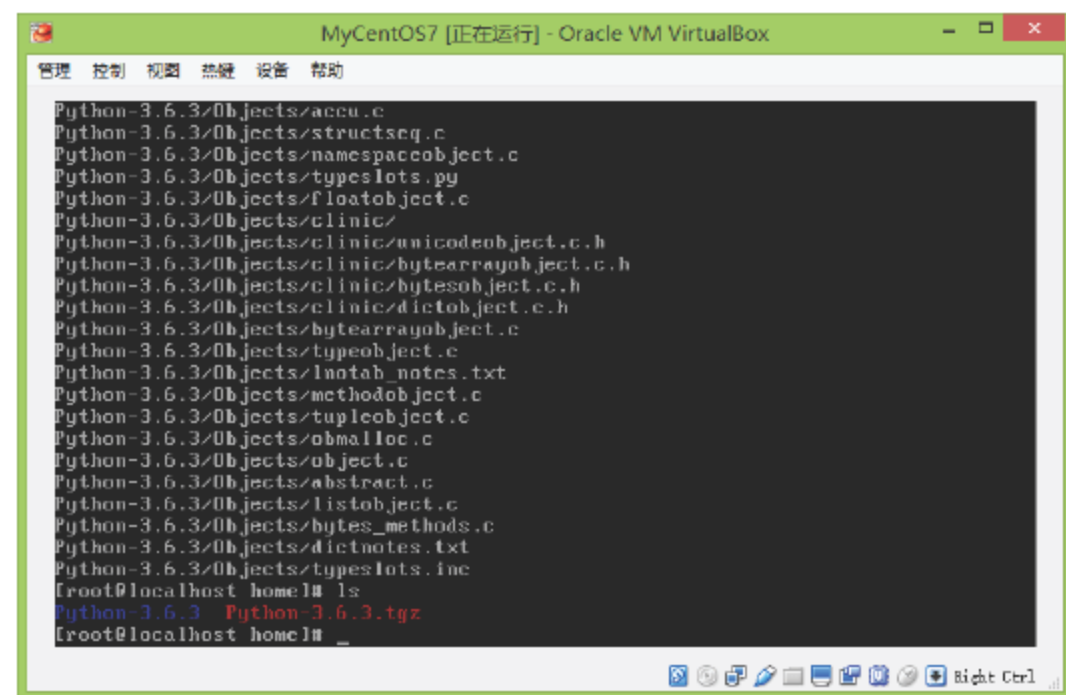 MyCentOS7 [正在运行] - Oracle VM VirtualBox
管理 控制 视图 热键 设备 帮助
Python-3.6.3/Objects/accu.c
Python-3.6.3/Objects/structseq.c
Python-3.6.3/Objects/namespaceobject.c
Python-3.6.3/Objects/typeslots.py
Python-3.6.3/Objects/floatobject.c
Python-3.6.3/Objects/clinic/
Python-3.6.3/Objects/clinic/unicodeobject.c.h
Python-3.6.3/Objects/clinic/bytearrayobject.c.h
Python-3.6.3/Objects/clinic/bytesobject.c.h
Python-3.6.3/Objects/clinic/dictobject.c.h
Python-3.6.3/Objects/bytearrayobject.c
Python-3.6.3/Objects/typeobject.c
Python-3.6.3/Objects/lnotab_notes.txt
Python-3.6.3/Objects/methodobject.c
Python-3.6.3/Objects/tupleobject.c
Python-3.6.3/Objects/obmalloc.c
Python-3.6.3/Objects/object.c
Python-3.6.3/Objects/abstract.c
Python-3.6.3/Objects/listobject.c
Python-3.6.3/Objects/bytes_methods.c
Python-3.6.3/Objects/dictnotes.txt
Python-3.6.3/Objects/typeslots.inc
[root@localhost home]# ls
Python-3.6.3 Python-3.6.3.tgz
[root@localhost home]# _
Right Ctrl